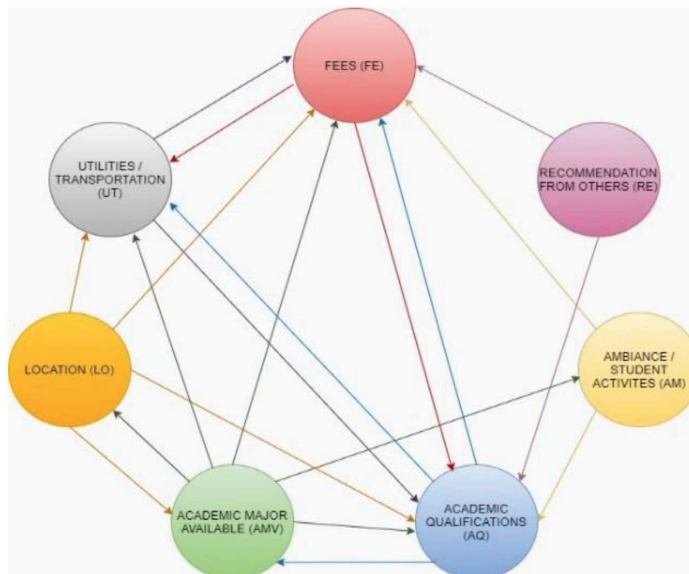 FEES (FE)
UTILITIES /
TRANSPORTATION
(UT)
RECOMMENDATION
FROM OTHERS (RE)
LOCATION (LO)
AMBIANCE /
STUDENT
ACTIVITES (AM)
ACADEMIC MAJOR
AVAILABLE (AMV)
ACADEMIC
QUALIFICATIONS
(AQ)